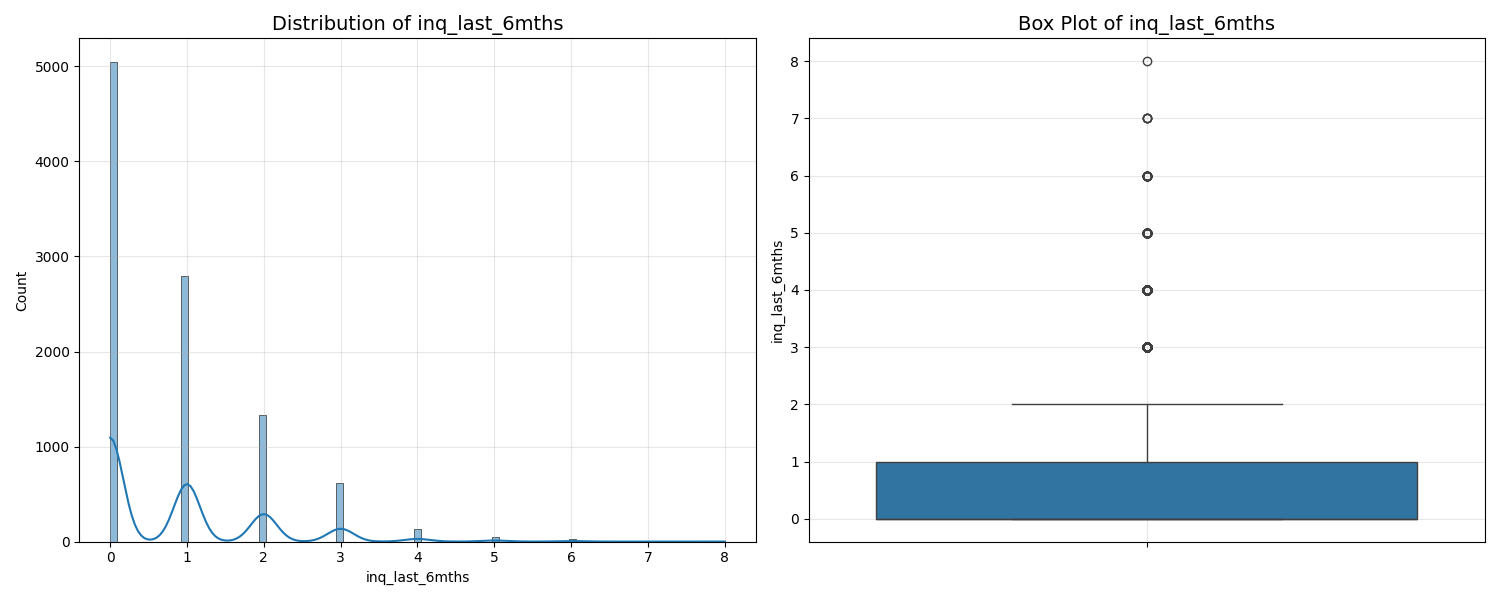 Distribution of inq_last_6mths
Count
5000
4000
3000
2000
1000
0
0 1 2 3 4 5 6 7 8
inq_last_6mths
Box Plot of inq_last_6mths
inq_last_6mths
8
7
6
5
4
3
2
1
0